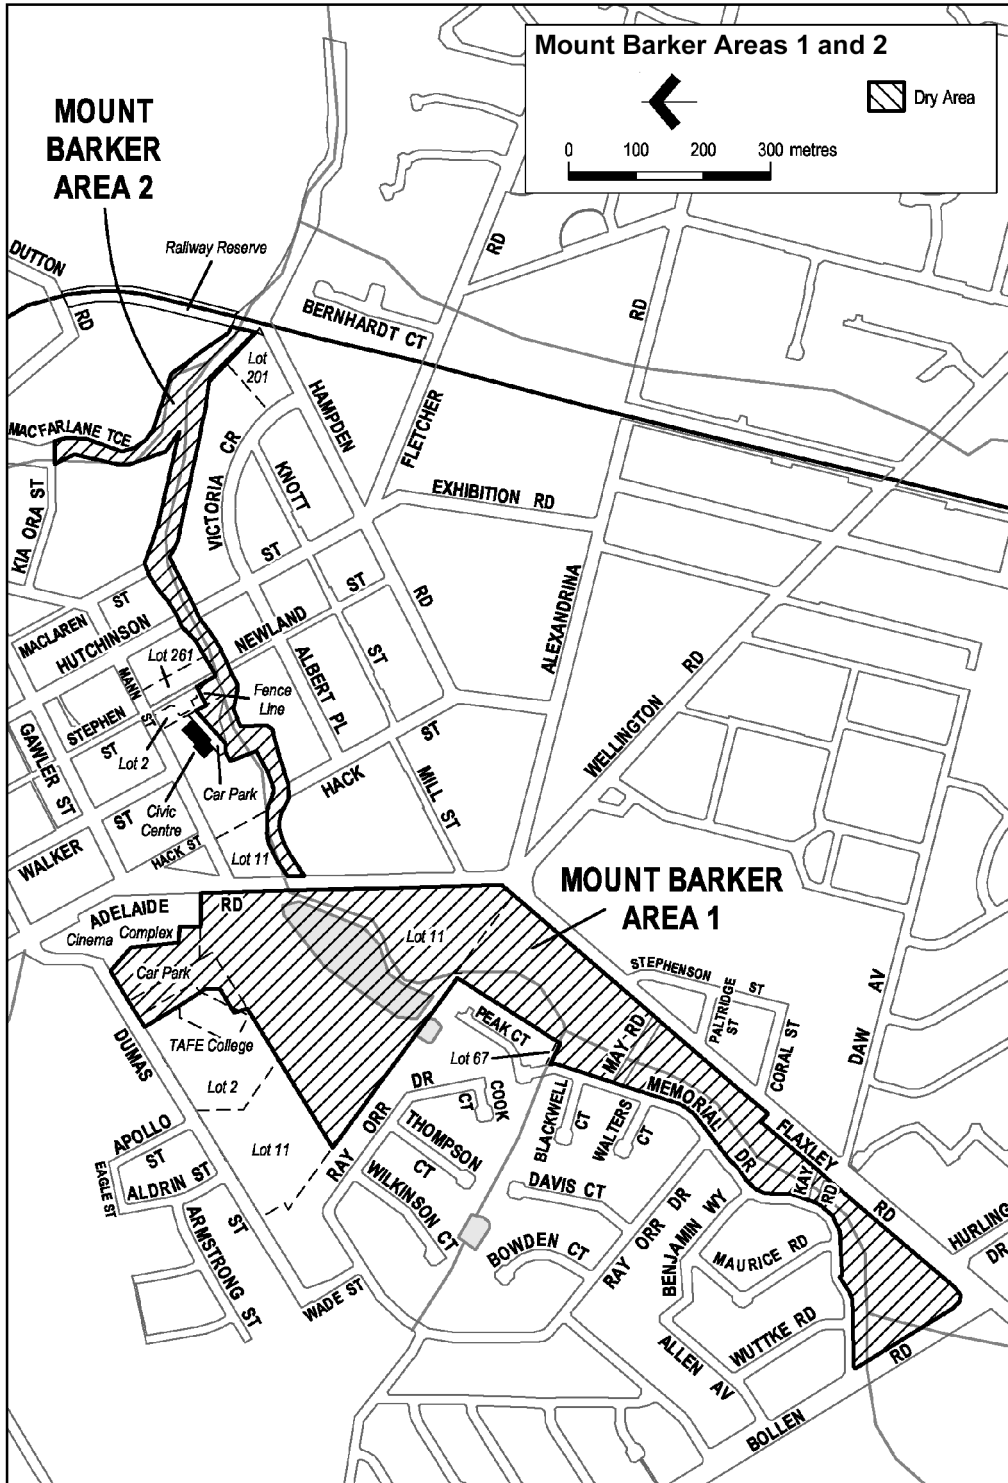 Mount Barker Areas 1 and 2
Dry Area
0 100 200 300 metres
MOUNT
BARKER
AREA 2
DUTTON
RD
Railway Reserve
BERNHARDT CT
RD
RD
Lot
201
HAMPDEN
RD
FLETCHER
MACFARLANE TCE
VICTORIA
CR
KNOTT
ST
EXHIBITION RD
KIA ORA ST
ALEXANDRINA
MACLAREN
ST
HUTCHINSON
ST
NEWLAND
ST
Lot 261
MANN
ST
ALBERT PL
Fence
Line
STEPHEN
ST
Lot 2
GAWLER ST
WELLINGTON
RD
Car Park
Civic
Centre
HACK
ST
MILL ST
WALKER
ST
HACK ST
Lot 11
MOUNT BARKER
AREA 1
ADELAIDE
RD
Cinema Complex
Car Park
Lot 11
STEPHENSON
ST
PALTRIDGE
ST
CORAL ST
DAW
AV
DUMAS
ST
TAFE College
Lot 2
Lot 11
PEAK CT
Lot 67
MAY RD
MEMORIAL
DR
FLAXLEY
RD
RAY ORR
DR
COOK
CT
BLACKWELL
CT
WALTERS
CT
THOMPSON
CT
WILKINSON CT
DAVIS CT
BOWDEN CT
APOLLO
ST
EAGLE ST
ALDRIN ST
ARMSTRONG ST
WADE ST
RAY ORR DR
BENJAMIN WY
KAY
RD
MAURICE RD
HURLING
DR
WUTTKE RD
ALLEN AV
BOLLEN
RD